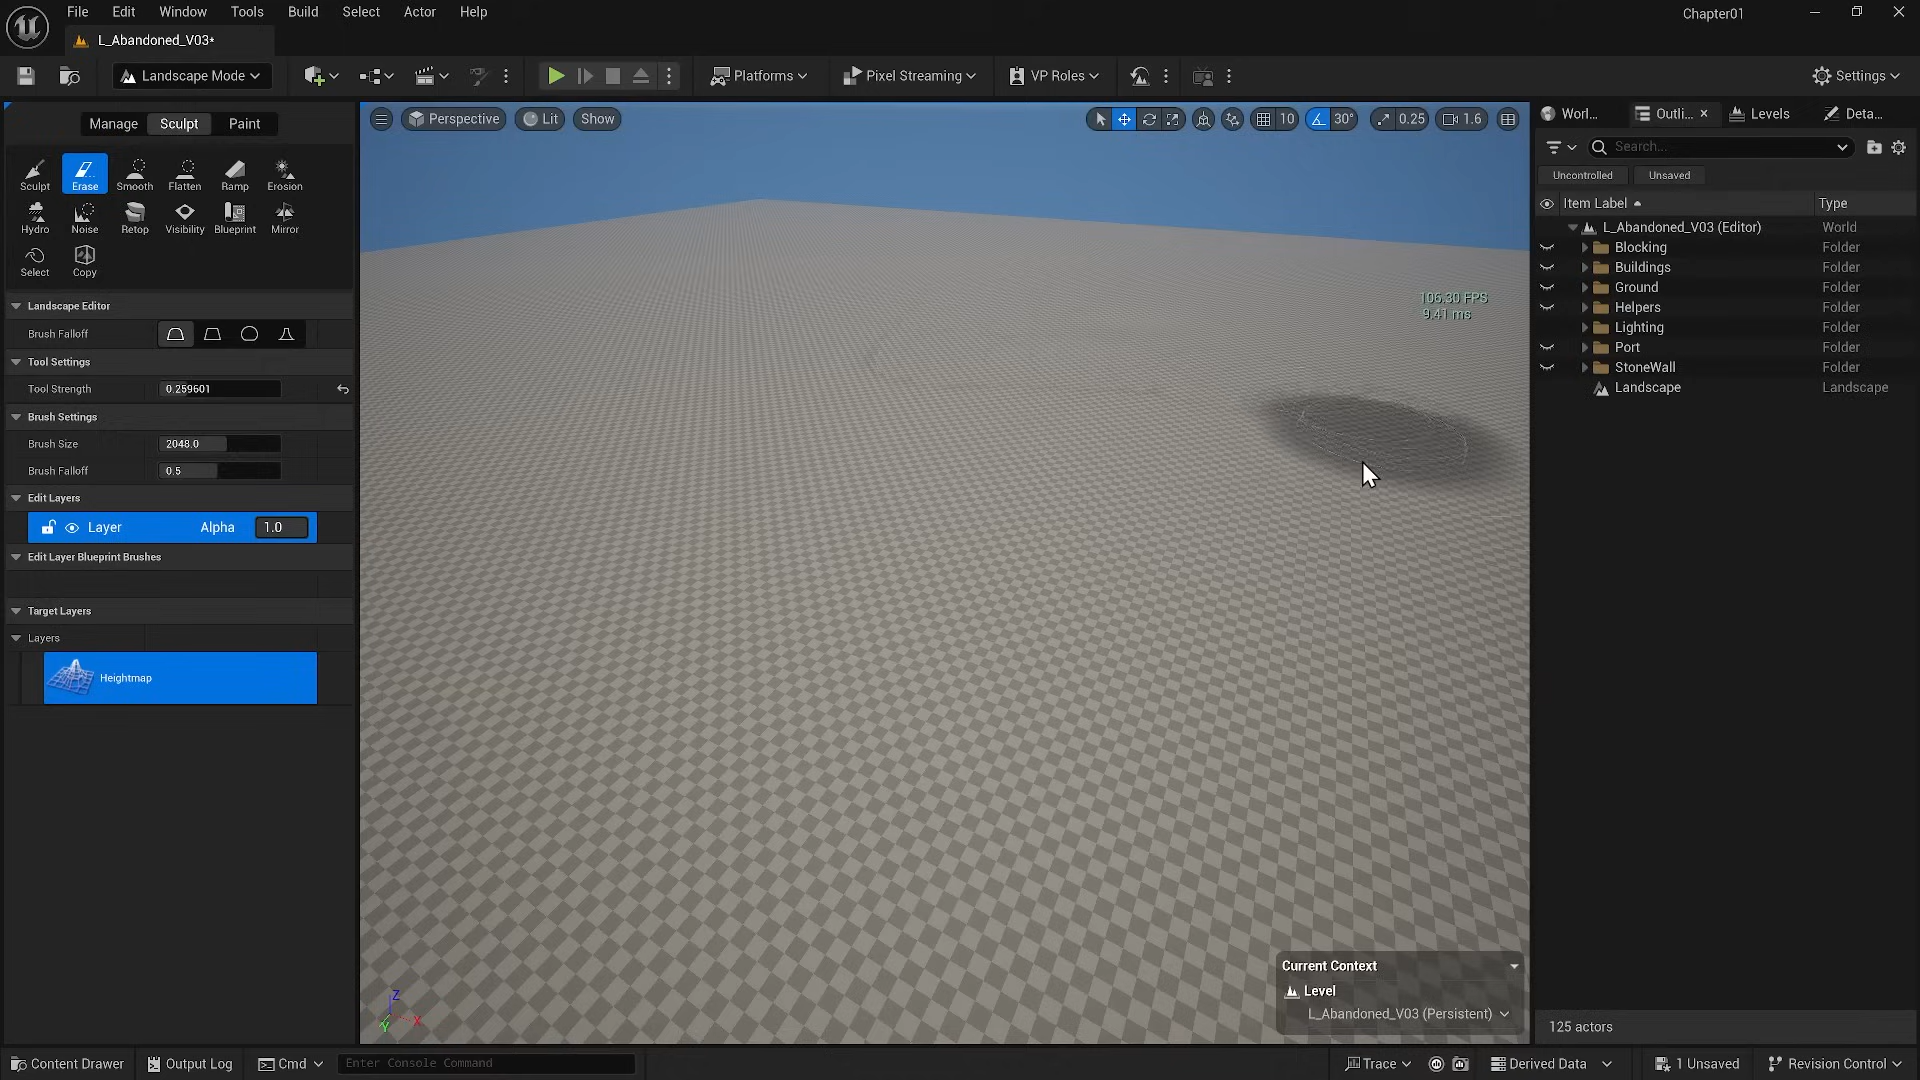 File Edit Window Tools Build Select Actor Help
Chapter01
L_Abandoned_V03*
Landscape Mode
Platforms
Pixel Streaming
VP Roles
Settings
Manage Sculpt Paint
Sculpt Erase Smooth Flatten Ramp Erosion
Hydro Noise Retop Visibility Blueprint Mirror
Select Copy
Landscape Editor
Brush Falloff
Tool Settings
Tool Strength 0.259601
Brush Settings
Brush Size 2048.0
Brush Falloff 0.5
Edit Layers
Layer Alpha 1.0
Edit Layer Blueprint Brushes
Target Layers
Layers
Heightmap
Perspective Lit Show
10 30° 0.25 1.6
106.30 FPS
9.41 ms
Z
X
Y
Current Context
Level
L_Abandoned_V03 (Persistent)
Worl... Outli... Levels Deta...
Search...
Uncontrolled Unsaved
Item Label Type
L_Abandoned_V03 (Editor) World
Blocking Folder
Buildings Folder
Ground Folder
Helpers Folder
Lighting Folder
Port Folder
StoneWall Folder
Landscape Landscape
125 actors
Content Drawer Output Log Cmd Enter Console Command
Trace Derived Data 1 Unsaved Revision Control